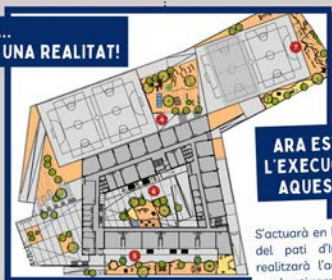 ...
UNA REALITAT!
ARA ES
L'EXECU
AQUES
S'actuarà en l
del pati d'I
realitzarà l'a